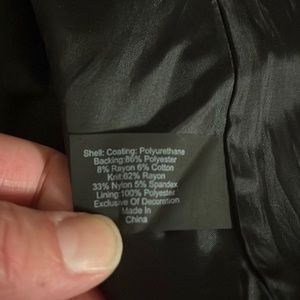 Shell: Coating: Polyurethane
Backing:86% Polyester
8% Rayon 6% Cotton
Knit:62% Rayon
33% Nylon 5% Spandex
Lining:100% Polyester
Exclusive Of Decoration
Made In
China